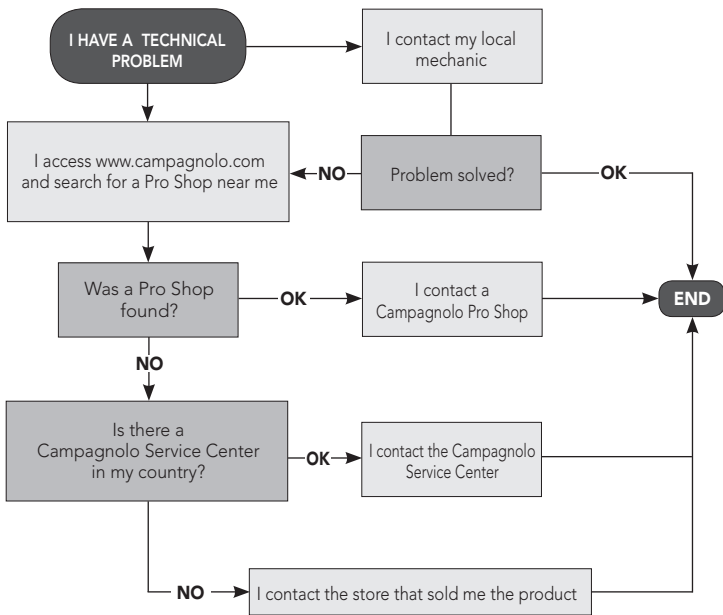 I HAVE A TECHNICAL
PROBLEM
I contact my local
mechanic
I access www.campagnolo.com
and search for a Pro Shop near me
NO
Problem solved?
OK
Was a Pro Shop
found?
OK
I contact a
Campagnolo Pro Shop
END
NO
Is there a
Campagnolo Service Center
in my country?
OK
I contact the Campagnolo
Service Center
NO
I contact the store that sold me the product